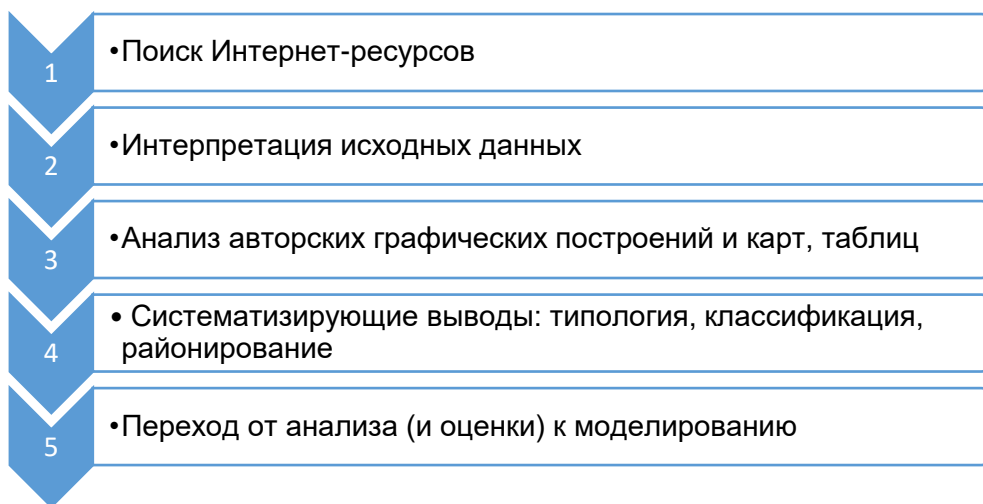 1
•Поиск Интернет-ресурсов
2
•Интерпретация исходных данных
3
•Анализ авторских графических построений и карт, таблиц
4
• Систематизирующие выводы: типология, классификация,
районирование
5
•Переход от анализа (и оценки) к моделированию